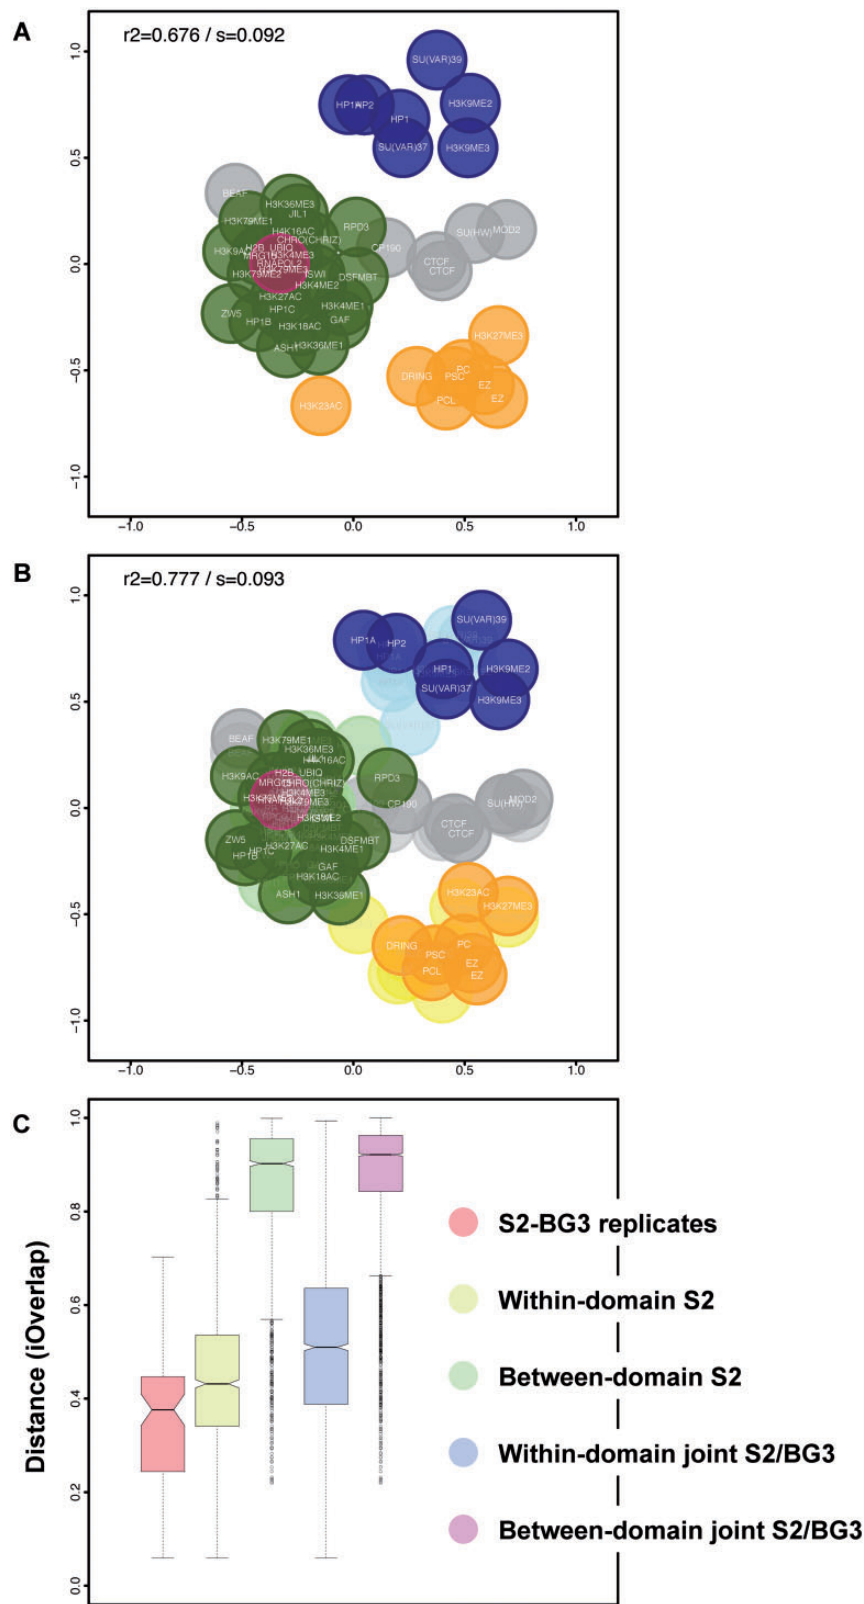 A
r2=0.676 / s=0.092
1.0
0.5
0.0
−0.5
−1.0
SU(VAR)39
HP1A
HP2
H3K9ME2
HP1
SU(VAR)37
H3K9ME3
BEAF
H3K36ME3
JIL1
H3K79ME1
RPD3
SU(HW)
MOD2
H4K16AC
CHRO(CHRIZ)
CP190
H3K9AC
H2B_UBIQ
MRG15
H3K4ME3
RNAPOL2
CTCF
CTCF
H3K79ME2
H3K79ME3
ISWI
DSFMBT
H3K4ME2
H3K27AC
H3K4ME1
ZW5
HP1B
HP1C
GAF
H3K18AC
H3K27ME3
ASH1
H3K36ME1
DRING
PSC
PC
EZ
PCL
EZ
H3K23AC
−1.0 −0.5 0.0 0.5 1.0
B
r2=0.777 / s=0.093
1.0
0.5
0.0
−0.5
−1.0
SU(VAR)39
HP1A
HP2
HP1
H3K9ME2
SU(VAR)37
H3K9ME3
BEAF
H3K79ME1
H3K36ME3
H4K16AC
H3K9AC
H2B_UBIQ
MRG15
CHRO(CHRIZ)
RPD3
H3K4ME3
H3K79ME3
CP190
SU(HW)
MOD2
H3K4ME2
CTCF
CTCF
ZW5
HP1B
HP1C
H3K27AC
H3K4ME1
DSFMBT
GAF
H3K18AC
ASH1
H3K36ME1
H3K23AC
H3K27ME3
DRING
PSC
PC
EZ
PCL
EZ
−1.0 −0.5 0.0 0.5 1.0
C
Distance (iOverlap)
1.0
0.8
0.6
0.4
0.2
0.0
S2-BG3 replicates
Within-domain S2
Between-domain S2
Within-domain joint S2/BG3
Between-domain joint S2/BG3